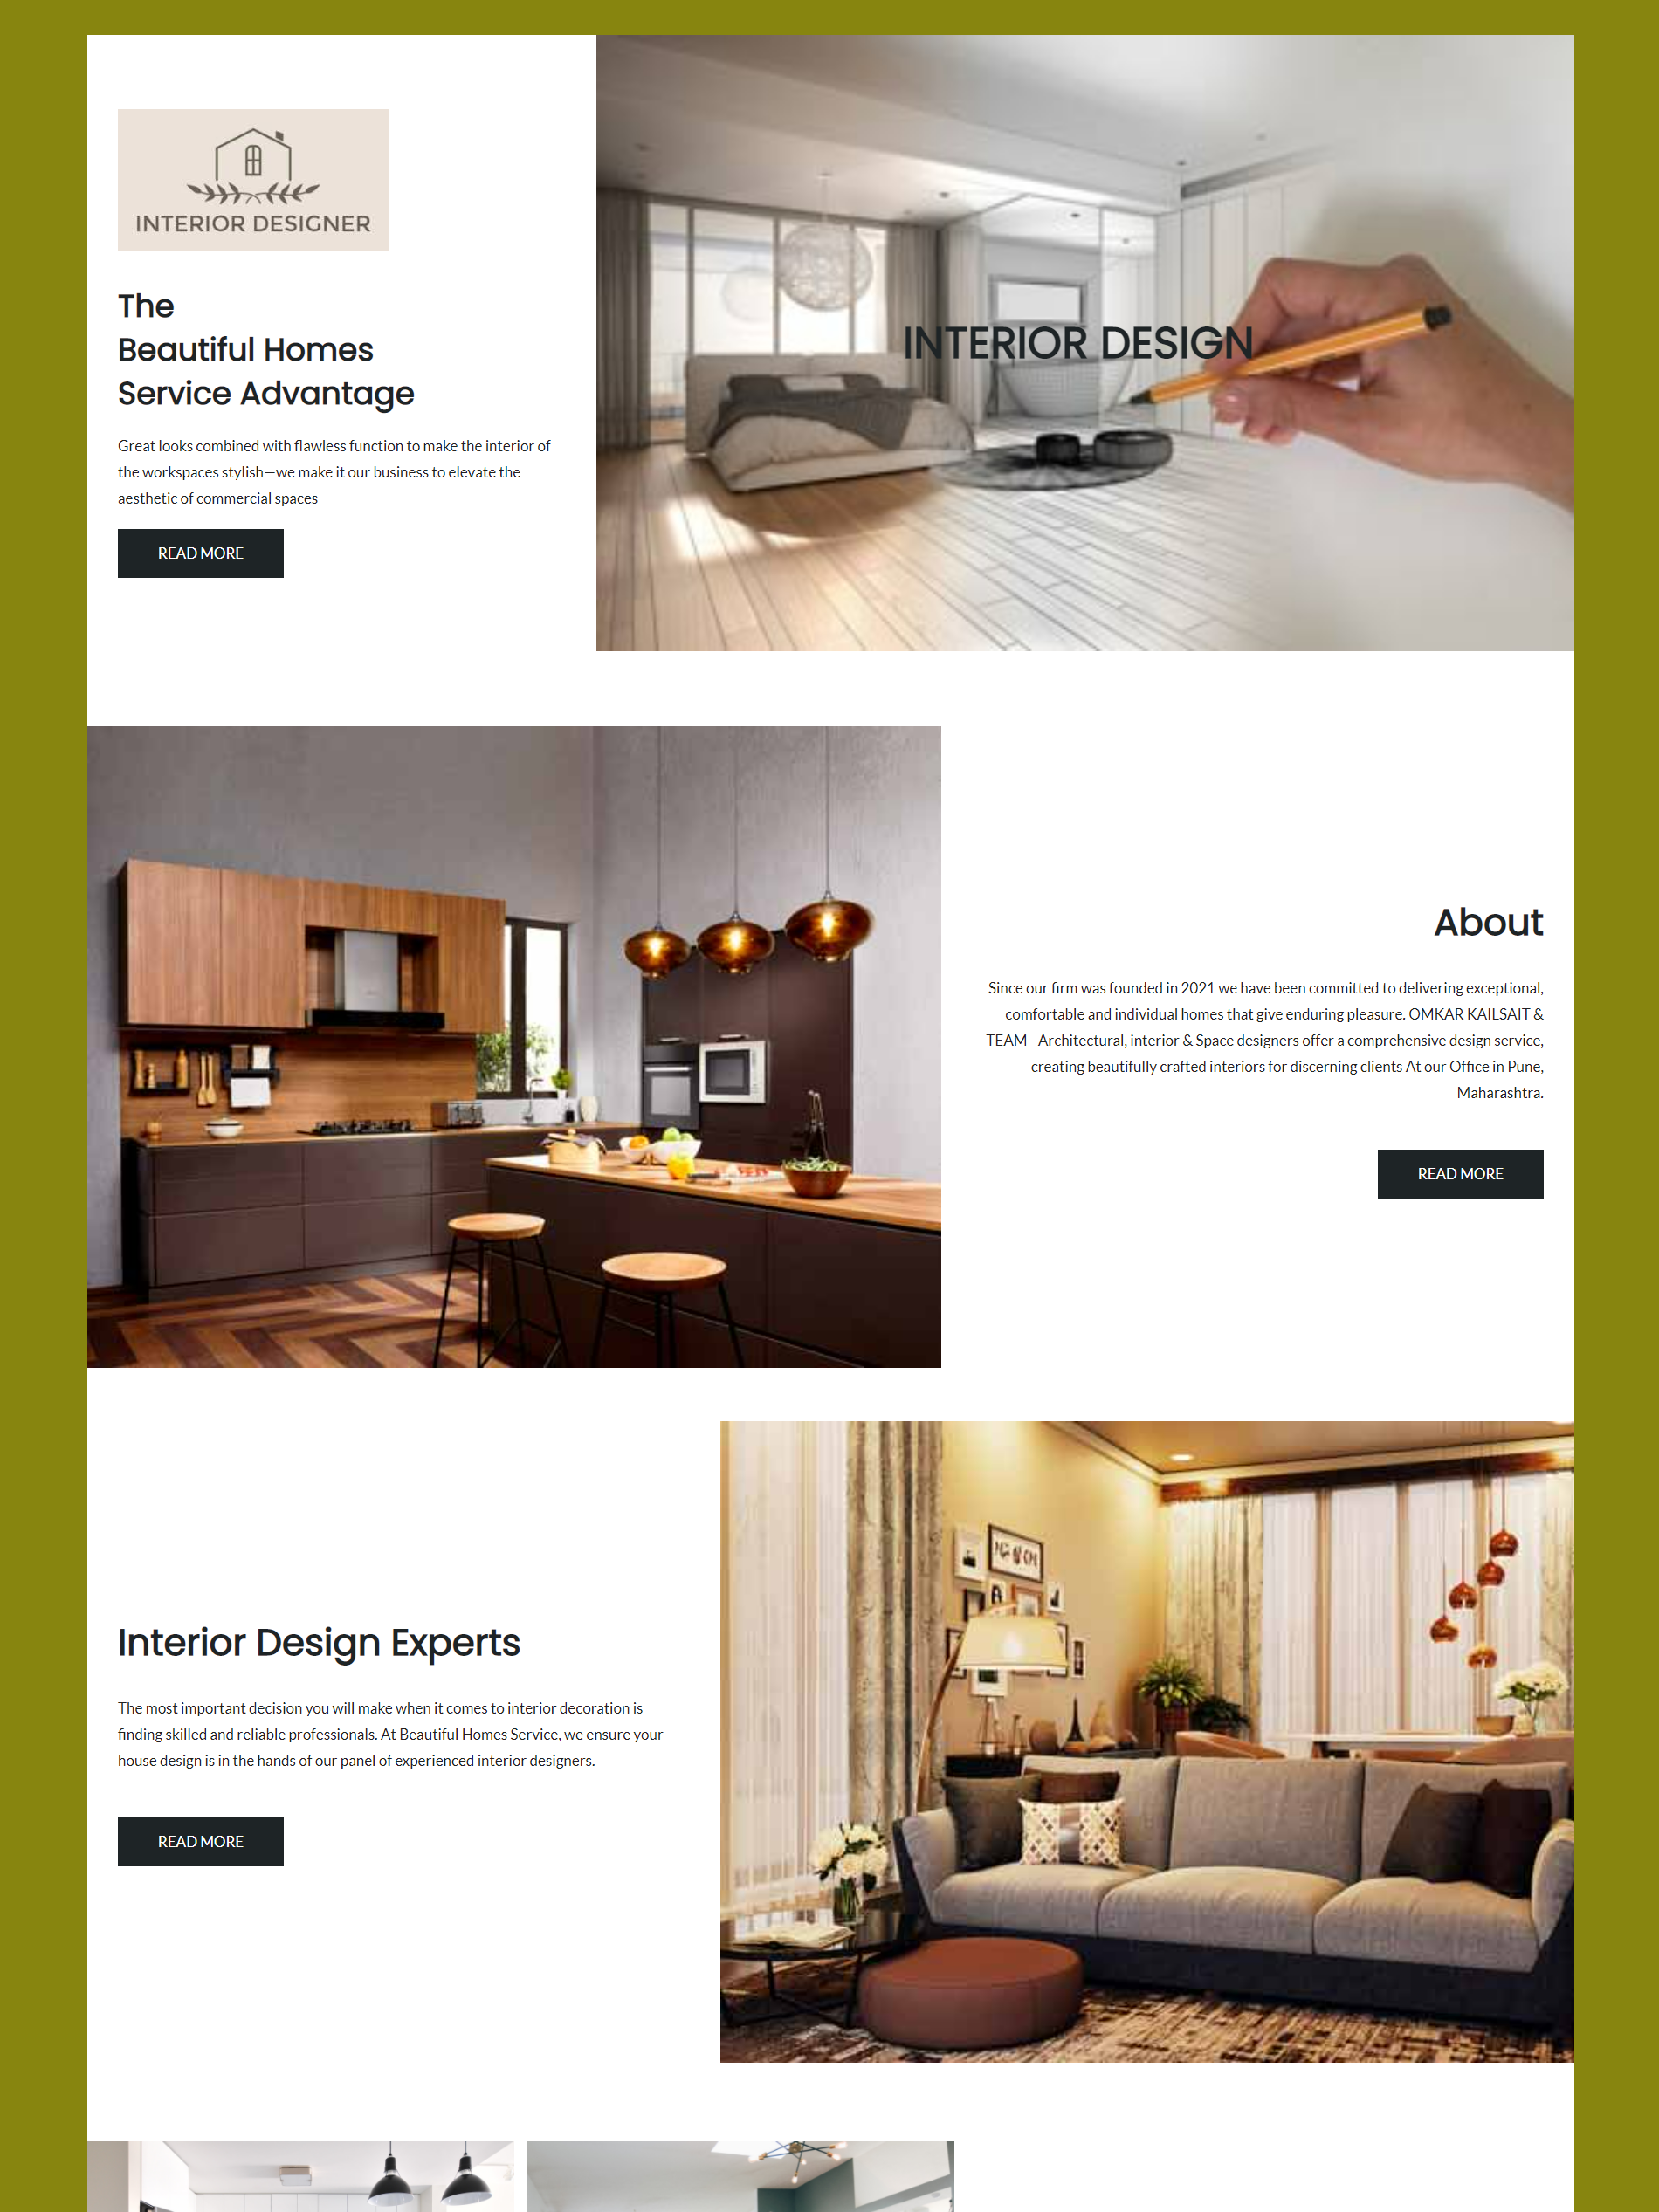 INTERIOR DESIGNER
The
Beautiful Homes
Service Advantage
Great looks combined with flawless function to make the interior of
the workspaces stylish—we make it our business to elevate the
aesthetic of commercial spaces
READ MORE
INTERIOR DESIGN
About
Since our firm was founded in 2021 we have been committed to delivering exceptional,
comfortable and individual homes that give enduring pleasure. OMKAR KAILSAIT &
TEAM - Architectural, interior & Space designers offer a comprehensive design service,
creating beautifully crafted interiors for discerning clients At our Office in Pune,
Maharashtra.
READ MORE
Interior Design Experts
The most important decision you will make when it comes to interior decoration is
finding skilled and reliable professionals. At Beautiful Homes Service, we ensure your
house design is in the hands of our panel of experienced interior designers.
READ MORE